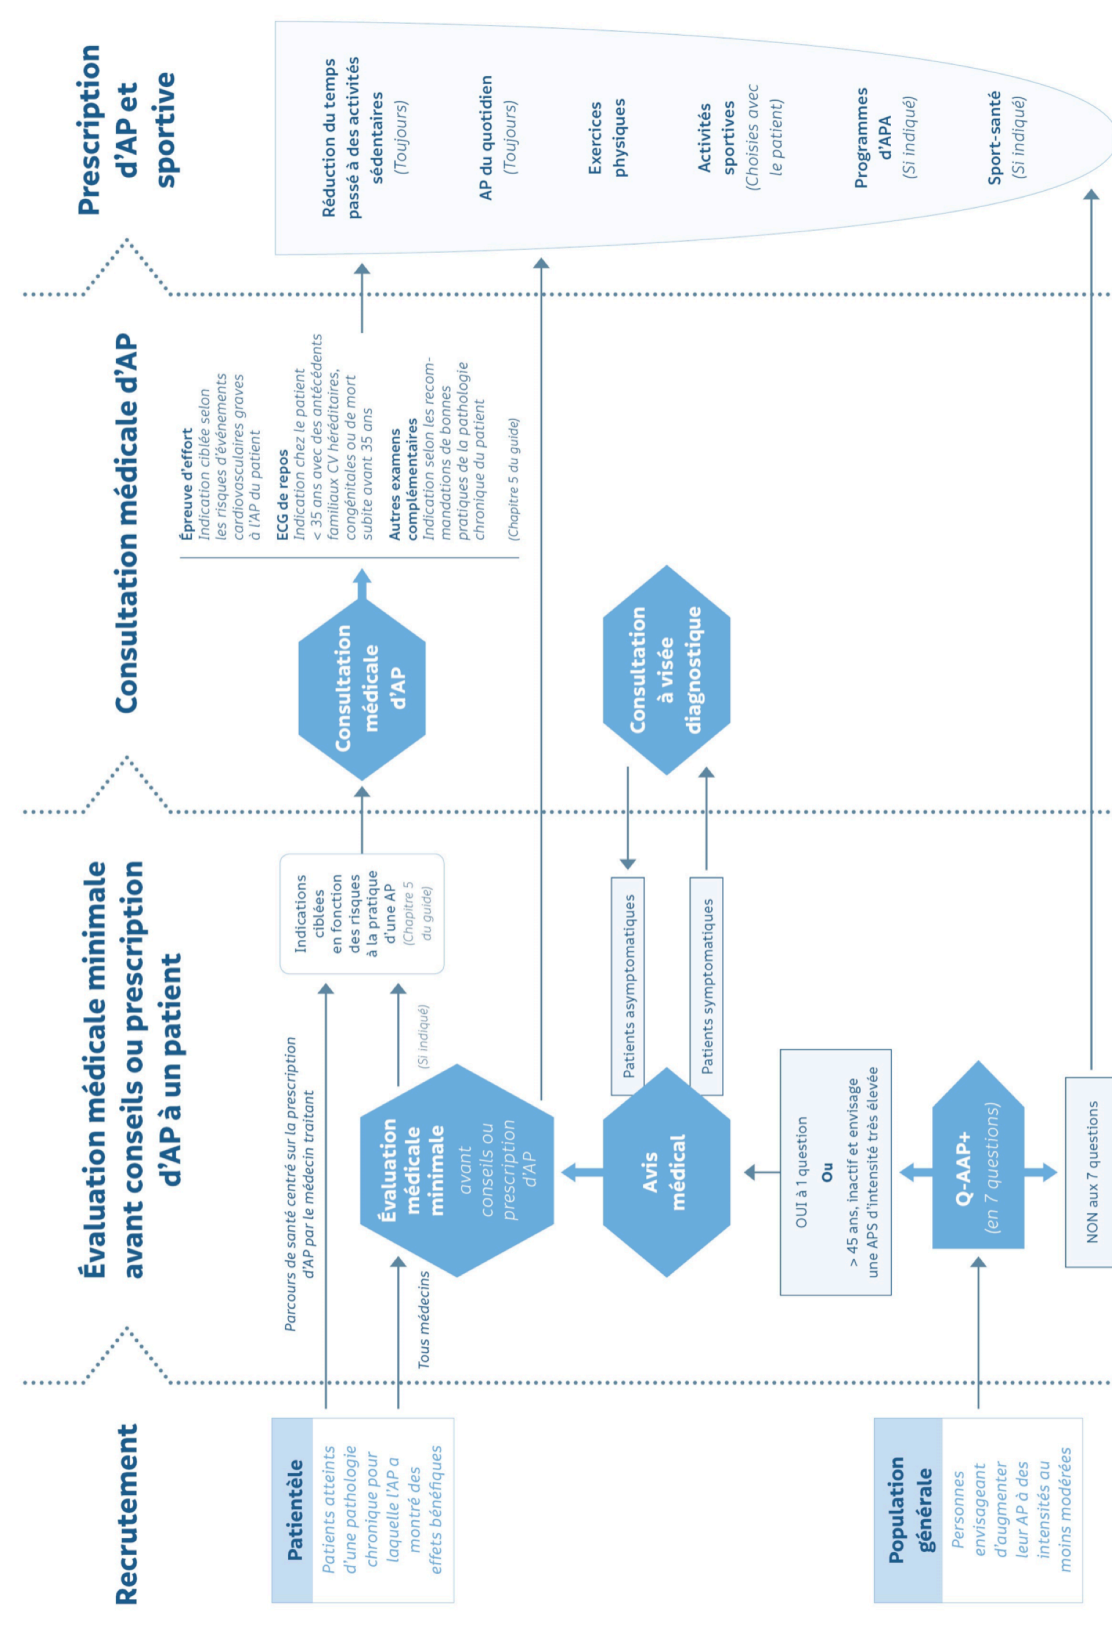 Recrutement
Évaluation médicale minimale
avant conseils ou prescription
d’AP à un patient
Consultation médicale d’AP
Prescription
d’AP et
sportive
Patientèle
Patients atteints
d’une pathologie
chronique pour
laquelle l’AP a
montré des
effets bénéfiques
Parcours de santé centré sur la prescription
d’AP par le médecin traitant
Tous médecins
Évaluation
médicale
minimale
avant
conseils ou
prescription
d’AP
(Si indiqué)
Indications
ciblées
en fonction
des risques
à la pratique
d’une AP
(Chapitre 5
du guide)
Consultation
médicale
d’AP
Épreuve d’effort
Indication ciblée selon
les risques d’événements
cardiovasculaires graves
à l’AP du patient
ECG de repos
Indication chez le patient
< 35 ans avec des antécédents
familiaux CV héréditaires,
congénitales ou de mort
subite avant 35 ans
Autres examens
complémentaires
Indication selon les recom-
mandations de bonnes
pratiques de la pathologie
chronique du patient
(Chapitre 5 du guide)
Réduction du temps
passé à des activités
sédentaires
(Toujours)
AP du quotidien
(Toujours)
Exercices
physiques
Activités
sportives
(Choisies avec
le patient)
Programmes
d’APA
(Si indiqué)
Sport-santé
(Si indiqué)
Avis
médical
Patients asymptomatiques
Patients symptomatiques
Consultation
à visée
diagnostique
OUI à 1 question
Ou
> 45 ans, inactif et envisage
une APS d’intensité très élevée
Population
générale
Personnes
envisageant
d’augmenter
leur AP à des
intensités au
moins modérées
Q-AAP+
(en 7 questions)
NON aux 7 questions